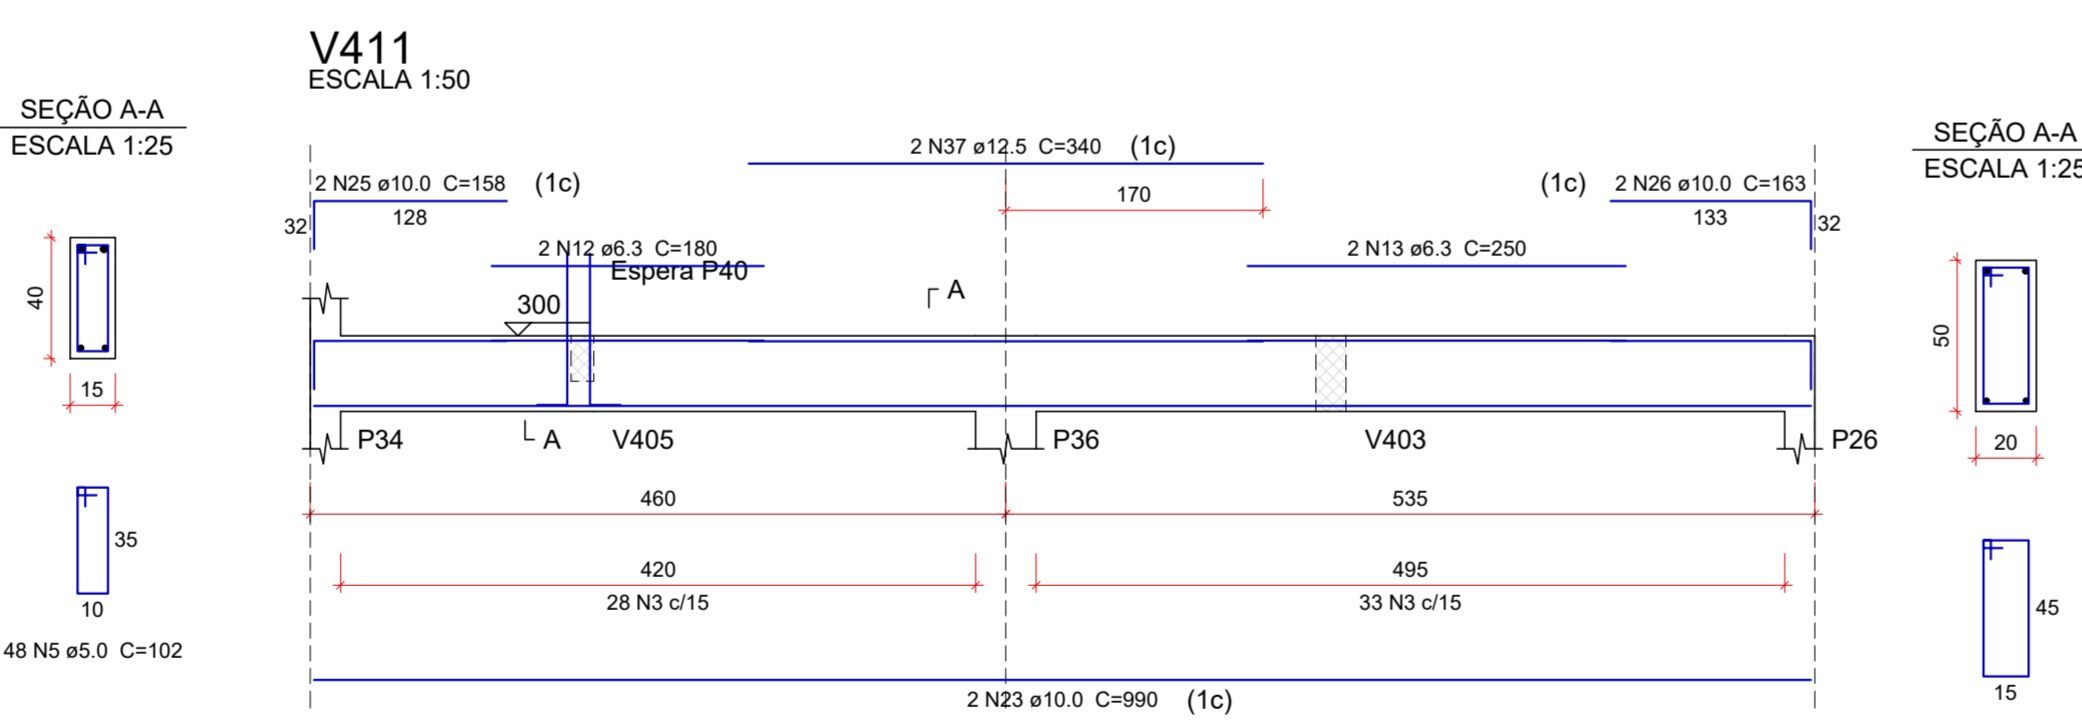 V411
ESCALA 1:50
SEÇÃO A-A
ESCALA 1:25
40
15
35
10
48 N5 ø5.0 C=102
2 N37 ø12.5 C=340 (1c)
170
2 N25 ø10.0 C=158 (1c)
32
128
(1c) 2 N26 ø10.0 C=163
133
32
2 N12 ø6.3 C=180
Espera P40
2 N13 ø6.3 C=250
300
A
P34
A
V405
P36
V403
P26
460
535
420
28 N3 c/15
495
33 N3 c/15
2 N23 ø10.0 C=990 (1c)
SEÇÃO A-A
ESCALA 1:25
50
20
45
15